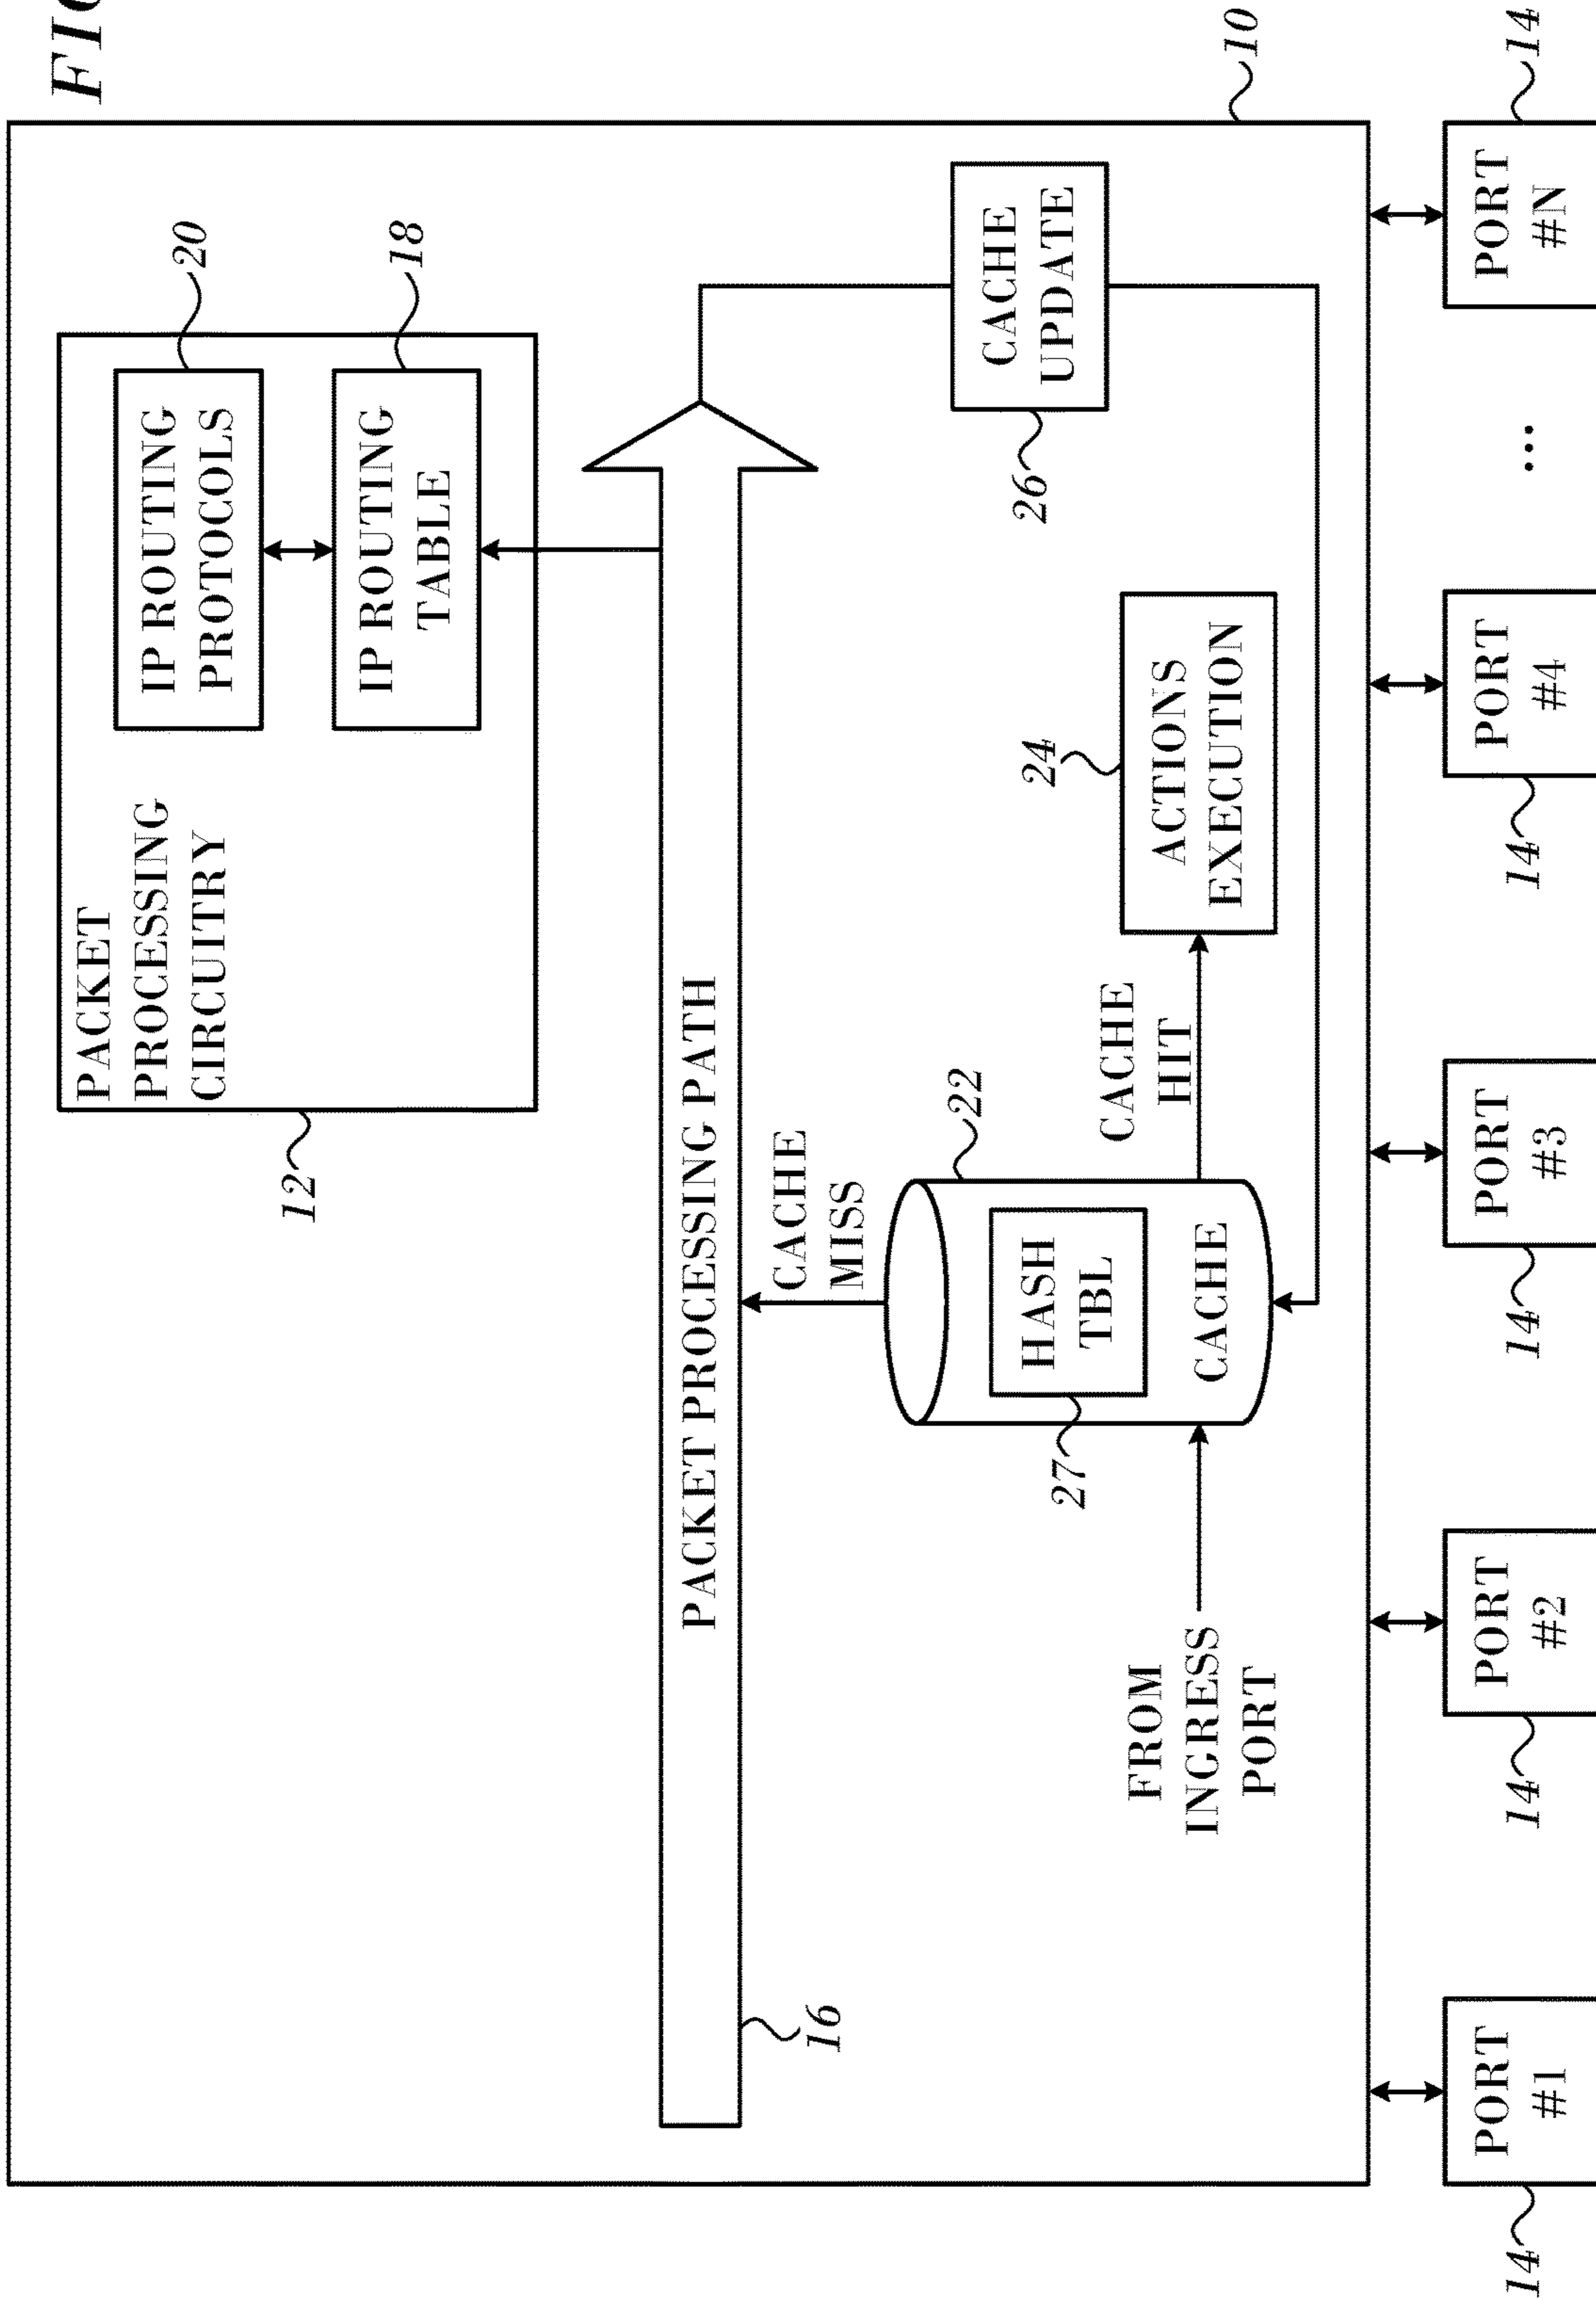 FIG
PACKET
PROCESSING
CIRCUITRY
12
IP ROUTING
PROTOCOLS
20
IP ROUTING
TABLE
18
PACKET PROCESSING PATH
16
CACHE
MISS
22
HASH
TBL
27
CACHE
CACHE
HIT
24
ACTIONS
EXECUTION
26
CACHE
UPDATE
FROM
INGRESS
PORT
10
14
PORT
#1
14
PORT
#2
14
PORT
#3
14
PORT
#4
...
PORT
#N
14